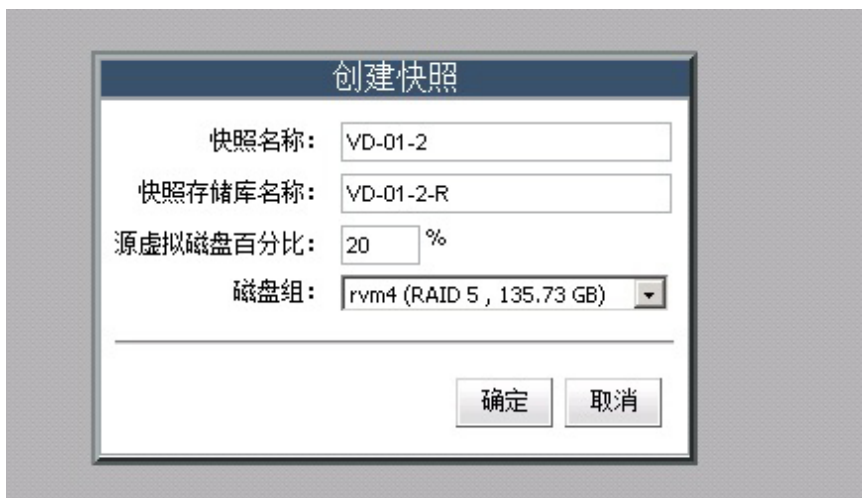 创建快照
快照名称： VD-01-2
快照存储库名称： VD-01-2-R
源虚拟磁盘百分比： 20 %
磁盘组： rvm4 (RAID 5 , 135.73 GB)
确定 取消